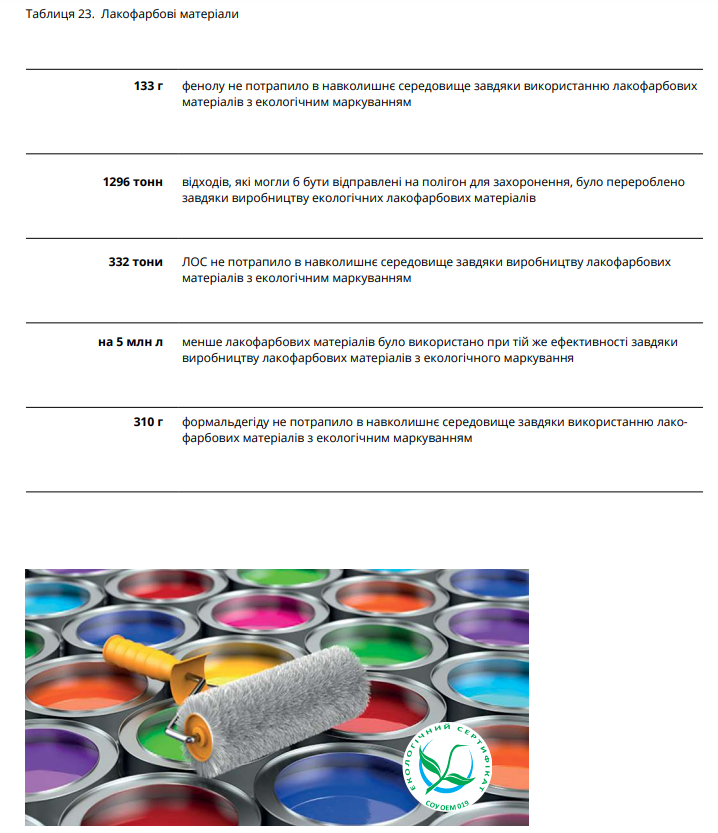 Таблиця 23. Лакофарбові матеріали
133 г фенолу не потрапило в навколишнє середовище завдяки використанню лакофарбових
матеріалів з екологічним маркуванням
1296 тонн відходів, які могли б бути відправлені на полігон для захоронення, було перероблено
завдяки виробництву екологічних лакофарбових матеріалів
332 тони ЛОС не потрапило в навколишнє середовище завдяки виробництву лакофарбових
матеріалів з екологічним маркуванням
на 5 млн л менше лакофарбових матеріалів було використано при тій же ефективності завдяки
виробництву лакофарбових матеріалів з екологічного маркування
310 г формальдегіду не потрапило в навколишнє середовище завдяки використанню лако-
фарбових матеріалів з екологічним маркуванням
ЕКОЛОГІЧНИЙ СЕРТИФІКАТ
СОУ OEM 019